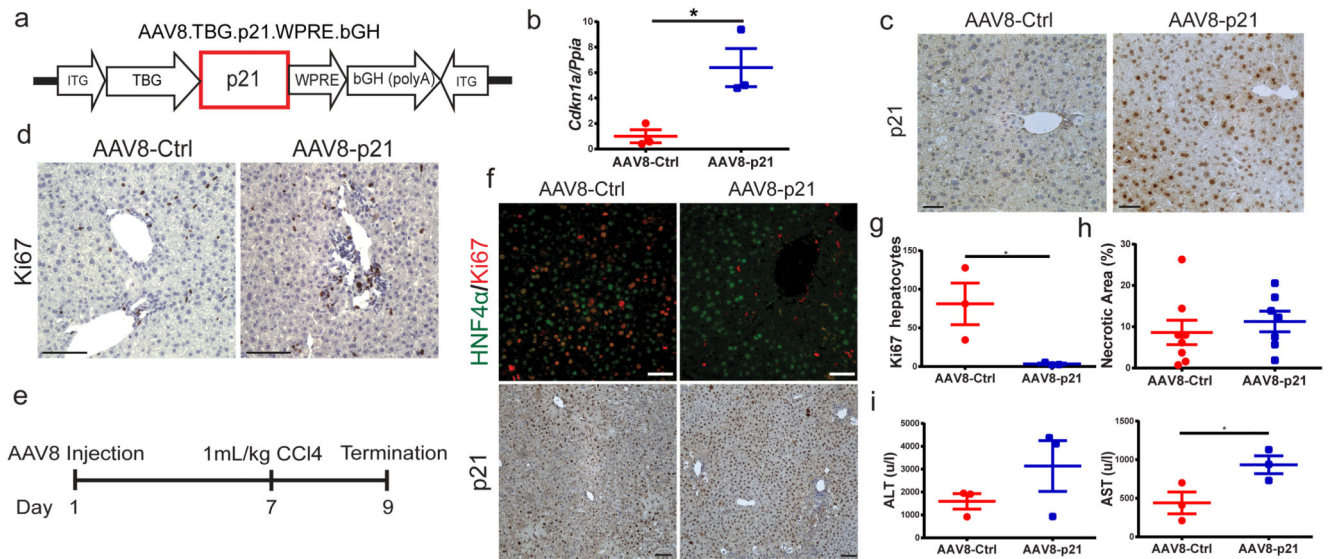 a
AAV8.TBG.p21.WPRE.bGH
ITG
TBG
p21
WPRE
bGH (polyA)
ITG
b
*
Cdkn1a/Ppia
10
8
6
4
2
0
AAV8-Ctrl
AAV8-p21
c
AAV8-Ctrl
AAV8-p21
p21
d
AAV8-Ctrl
AAV8-p21
Ki67
e
AAV8 Injection
1mL/kg CCl4
Termination
Day
1
7
9
f
AAV8-Ctrl
AAV8-p21
HNF4α/Ki67
p21
g
*
Ki67 hepatocytes
150
100
50
0
AAV8-Ctrl
AAV8-p21
h
Necrotic Area (%)
30
20
10
0
AAV8-Ctrl
AAV8-p21
i
ALT (u/l)
5000
4000
3000
2000
1000
0
AAV8-Ctrl
AAV8-p21
*
AST (u/l)
1500
1000
500
0
AAV8-Ctrl
AAV8-p21